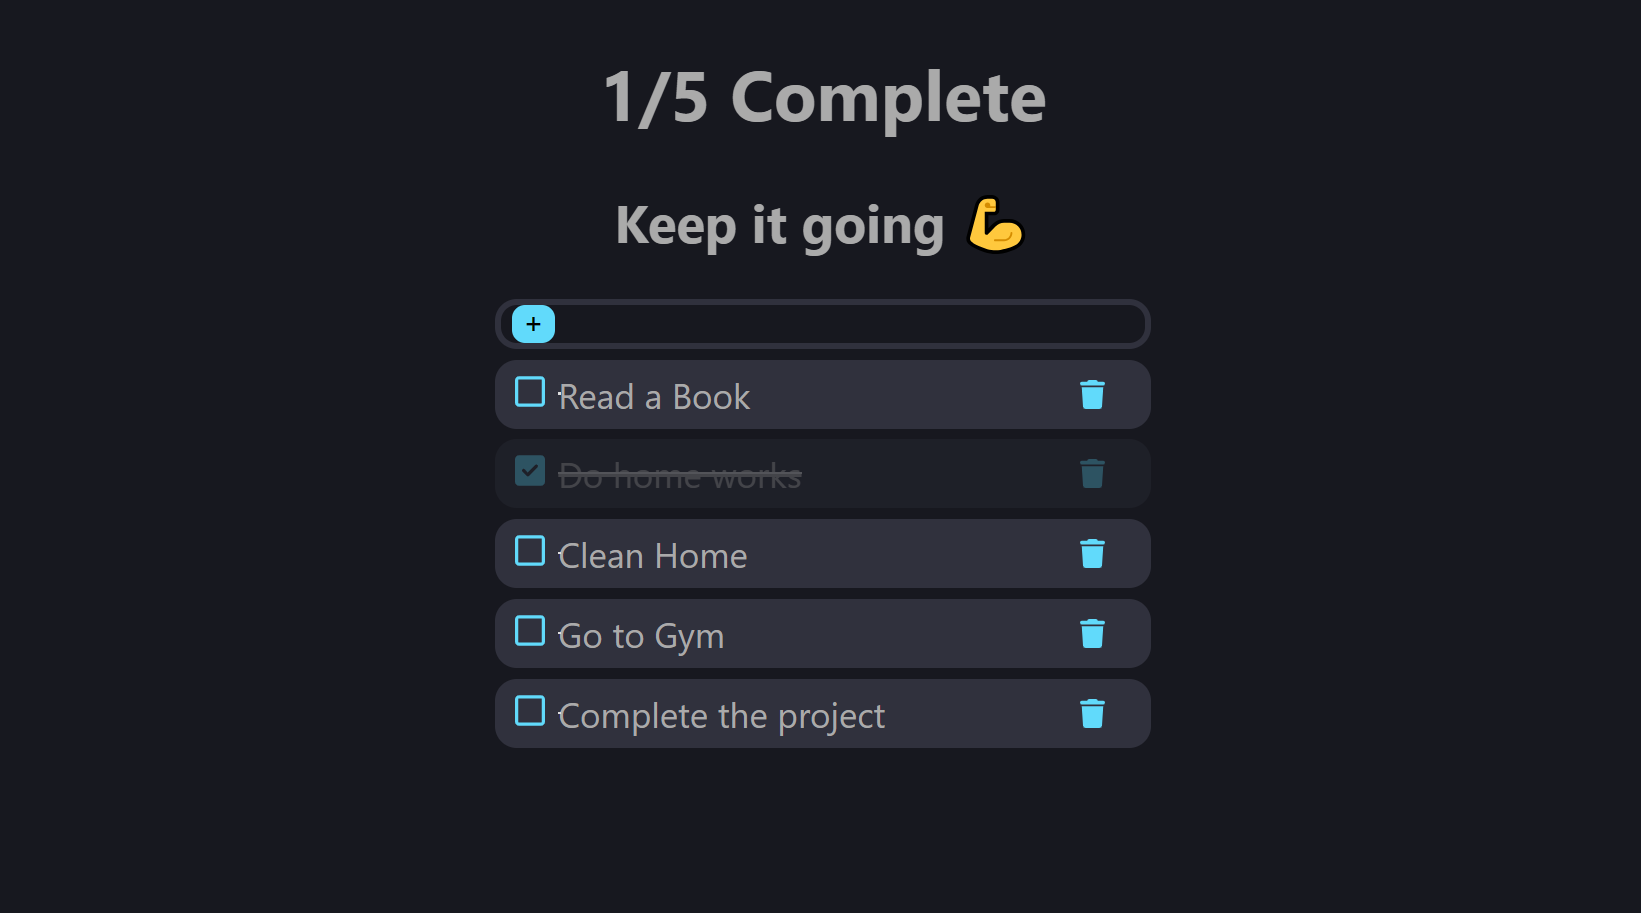 1/5 Complete
Keep it going 💪
+
Read a Book
Do home works
Clean Home
Go to Gym
Complete the project